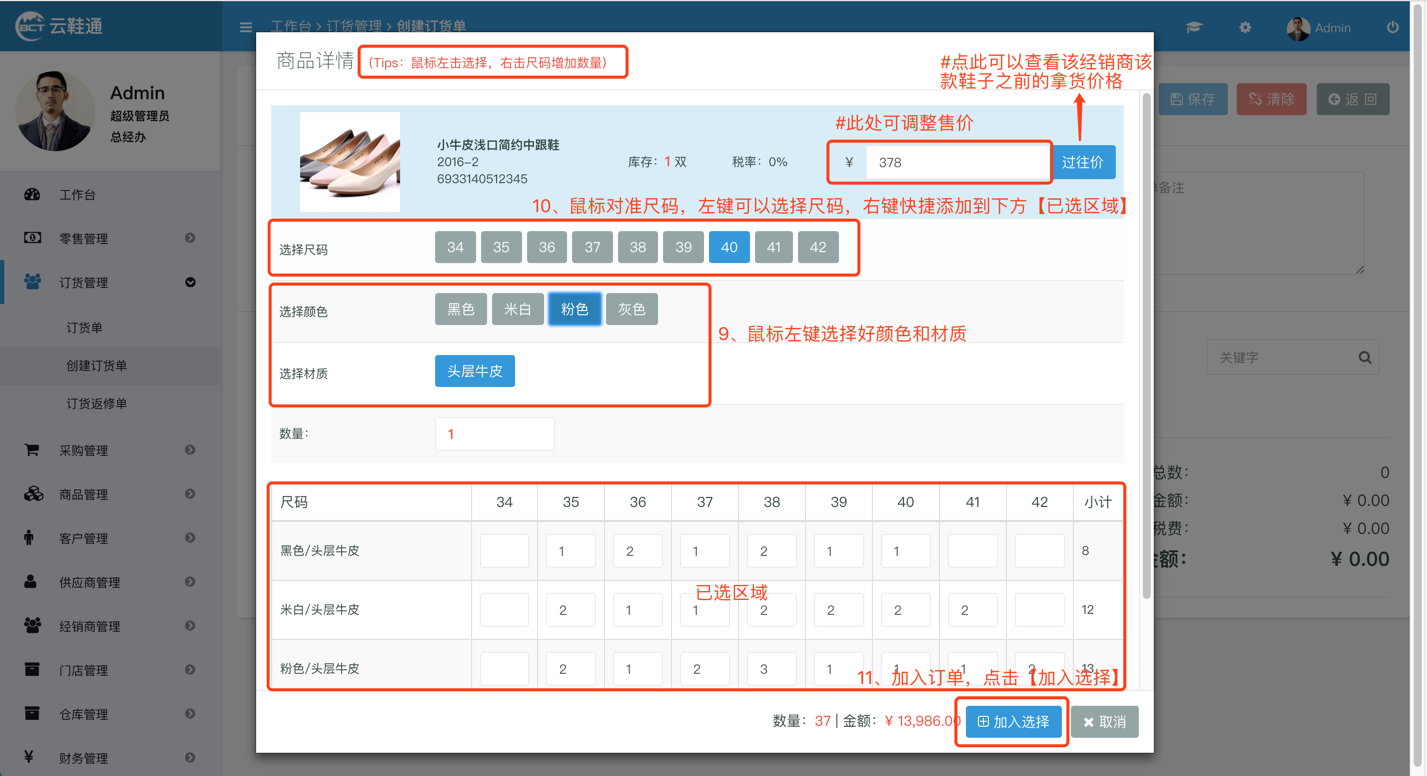 BCT 云鞋通
工作台 > 订货管理 > 创建订货单
Admin
Admin
超级管理员
总经办
工作台
零售管理
订货管理
订货单
创建订货单
订货返修单
采购管理
商品管理
客户管理
供应商管理
经销商管理
门店管理
仓库管理
财务管理
商品详情
(Tips：鼠标左击选择，右击尺码增加数量)
#点此可以查看该经销商该
款鞋子之前的拿货价格
保存 清除 返 回
#此处可调整售价
小牛皮浅口简约中跟鞋
2016-2
6933140512345
库存：1 双
税率：0%
¥ 378
过往价
备注
10、鼠标对准尺码，左键可以选择尺码，右键快捷添加到下方【已选区域】
选择尺码 34 35 36 37 38 39 40 41 42
选择颜色 黑色 米白 粉色 灰色
9、鼠标左键选择好颜色和材质
选择材质 头层牛皮
关键字
数量： 1
尺码 34 35 36 37 38 39 40 41 42 小计
黑色/头层牛皮 1 2 1 2 1 1 8
已选区域
米白/头层牛皮 2 1 1 2 2 2 2 12
粉色/头层牛皮 2 1 2 3 1 1 1 2 13
11、加入订单，点击【加入选择】
数量：37 | 金额：¥ 13,986.00
加入选择
取消
总数： 0
金额： ¥ 0.00
税费： ¥ 0.00
金额： ¥ 0.00